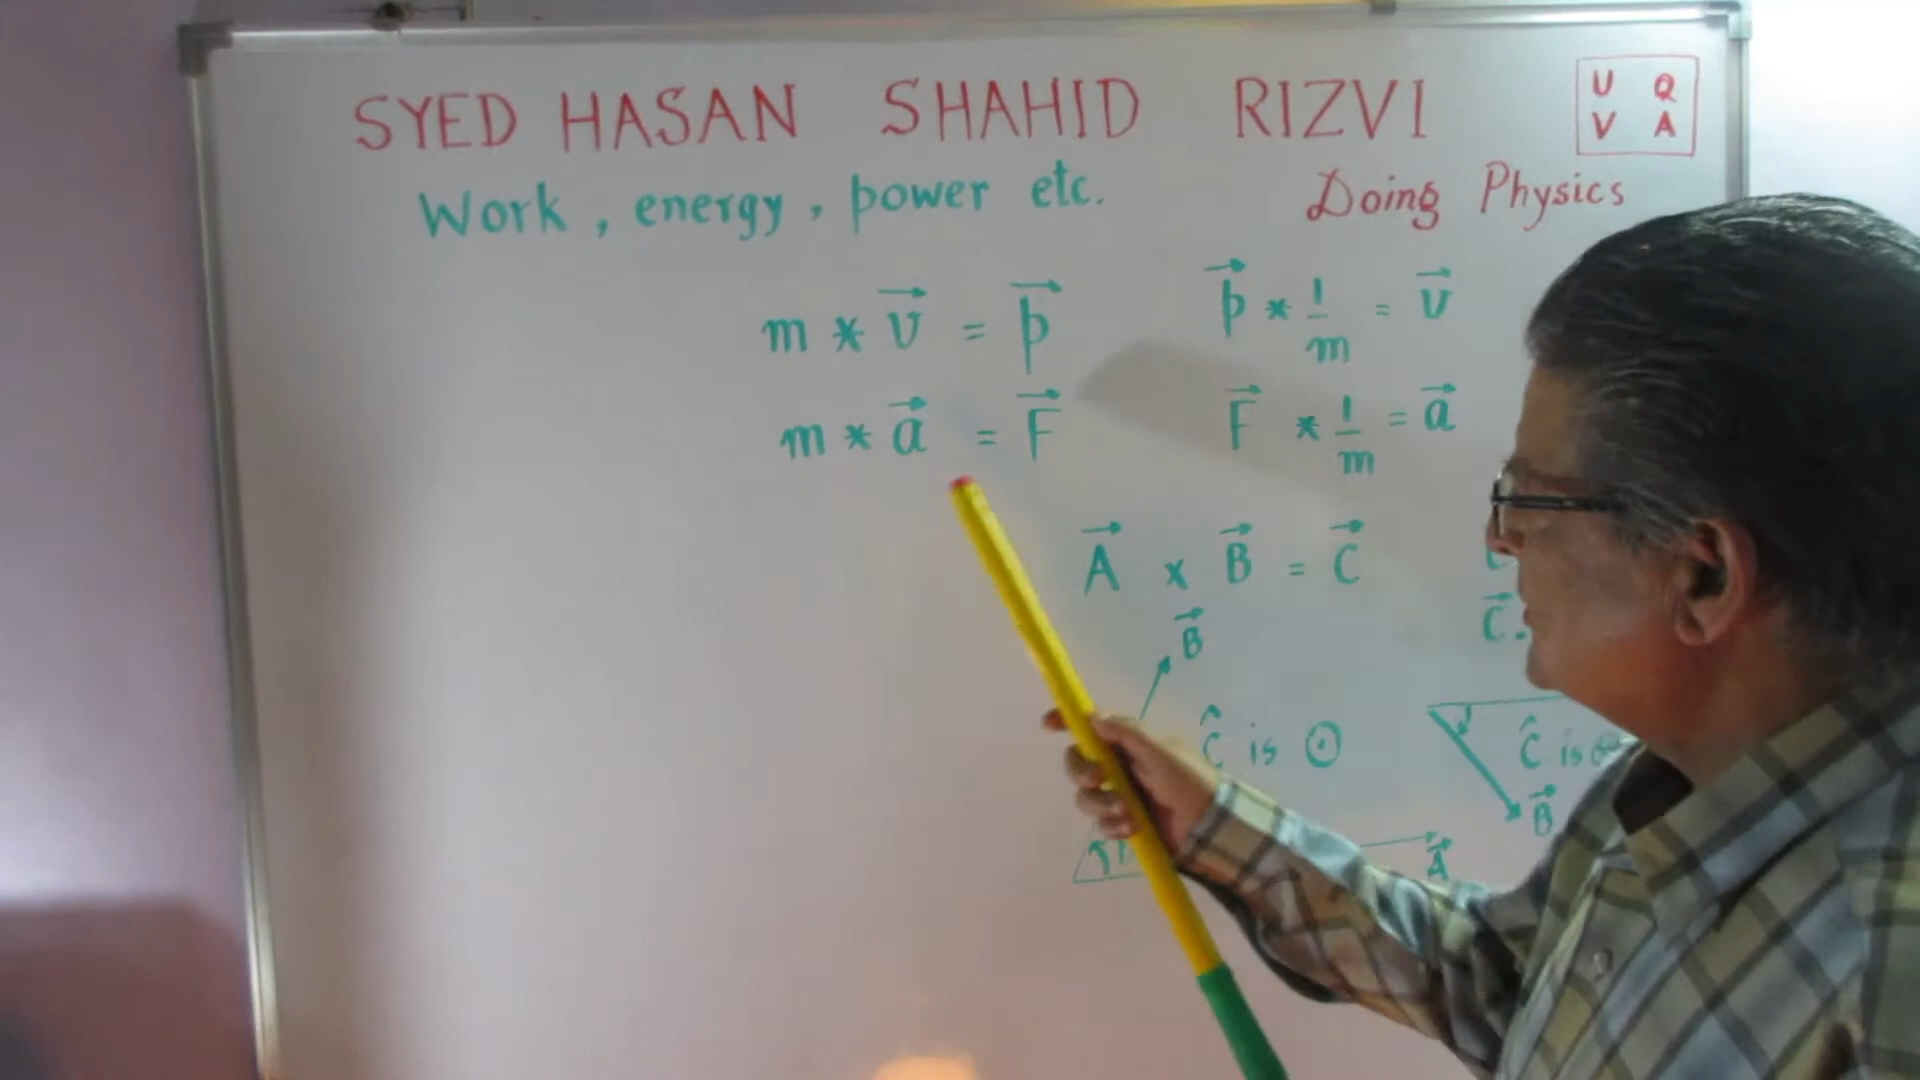 SYED HASAN SHAHID RIZVI
U Q
V A
Work, energy, power etc.
Doing Physics
m * v⃗ = p⃗
p⃗ * 1/m = v⃗
m * a⃗ = F⃗
F⃗ * 1/m = a⃗
A⃗ x B⃗ = C⃗
C⃗.
B⃗
Ĉ is ⊙
Ĉ is
B⃗
A⃗